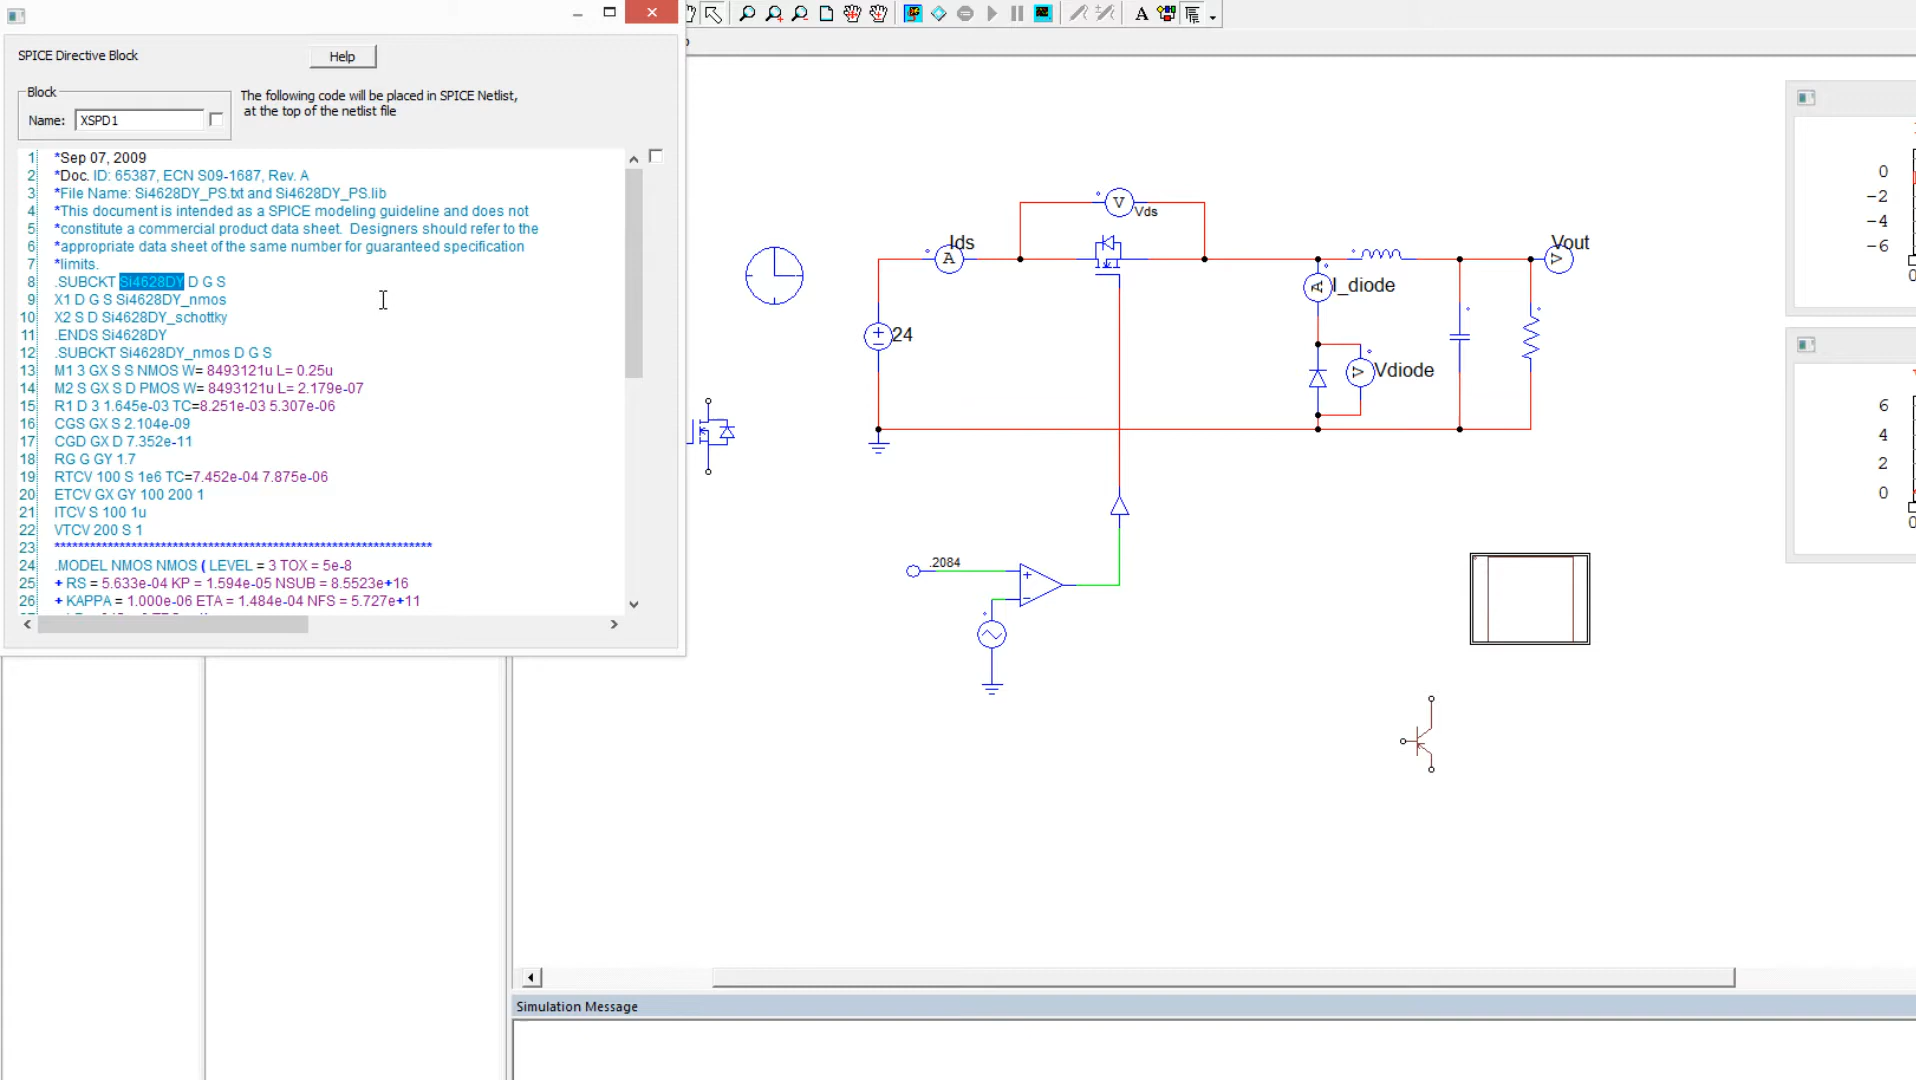 SPICE Directive Block
Help
Block
Name: XSPD1
The following code will be placed in SPICE Netlist,
at the top of the netlist file
1 *Sep 07, 2009
2 *Doc. ID: 65387, ECN S09-1687, Rev. A
3 *File Name: Si4628DY_PS.txt and Si4628DY_PS.lib
4 *This document is intended as a SPICE modeling guideline and does not
5 *constitute a commercial product data sheet.  Designers should refer to the
6 *appropriate data sheet of the same number for guaranteed specification
7 *limits.
8 .SUBCKT Si4628DY D G S
9 X1 D G S Si4628DY_nmos
10 X2 S D Si4628DY_schottky
11 .ENDS Si4628DY
12 .SUBCKT Si4628DY_nmos D G S
13 M1 3 GX S S NMOS W= 8493121u L= 0.25u
14 M2 S GX S D PMOS W= 8493121u L= 2.179e-07
15 R1 D 3 1.645e-03 TC=8.251e-03 5.307e-06
16 CGS GX S 2.104e-09
17 CGD GX D 7.352e-11
18 RG G GY 1.7
19 RTCV 100 S 1e6 TC=7.452e-04 7.875e-06
20 ETCV GX GY 100 200 1
21 ITCV S 100 1u
22 VTCV 200 S 1
23 ****************************************************************
24 .MODEL NMOS NMOS ( LEVEL = 3 TOX = 5e-8
25 + RS = 5.633e-04 KP = 1.594e-05 NSUB = 8.5523e+16
26 + KAPPA = 1.000e-06 ETA = 1.484e-04 NFS = 5.727e+11
A
V
Vds
Ids
A
Vout
V
A
I_diode
24
V
Vdiode
.2084
0
-2
-4
-6
0
6
4
2
0
0
Simulation Message